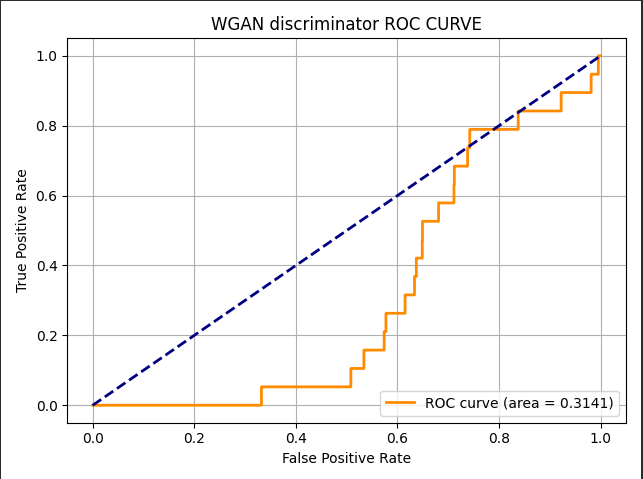 WGAN discriminator ROC CURVE
1.0
0.8
0.6
0.4
0.2
0.0
True Positive Rate
ROC curve (area = 0.3141)
0.0 0.2 0.4 0.6 0.8 1.0
False Positive Rate